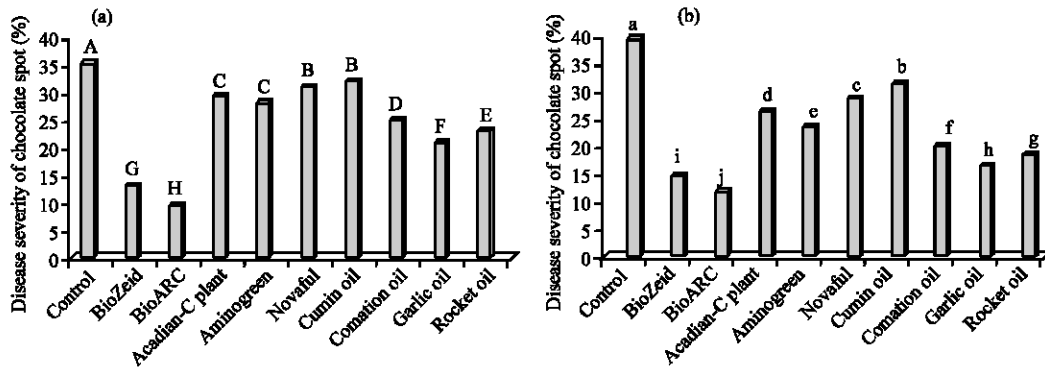 (a)
Disease severity of chocolate spot (%)
40
35
30
25
20
15
10
5
0
A
G
H
C
C
B
B
D
F
E
Control
BioZeid
BioARC
Acadian-C plant
Aminogreen
Novaful
Cumin oil
Comation oil
Garlic oil
Rocket oil
(b)
Disease severity of chocolate spot (%)
40
35
30
25
20
15
10
5
0
a
i
j
d
e
c
b
f
h
g
Control
BioZeid
BioARC
Acadian-C plant
Aminogreen
Novaful
Cumin oil
Comation oil
Garlic oil
Rocket oil